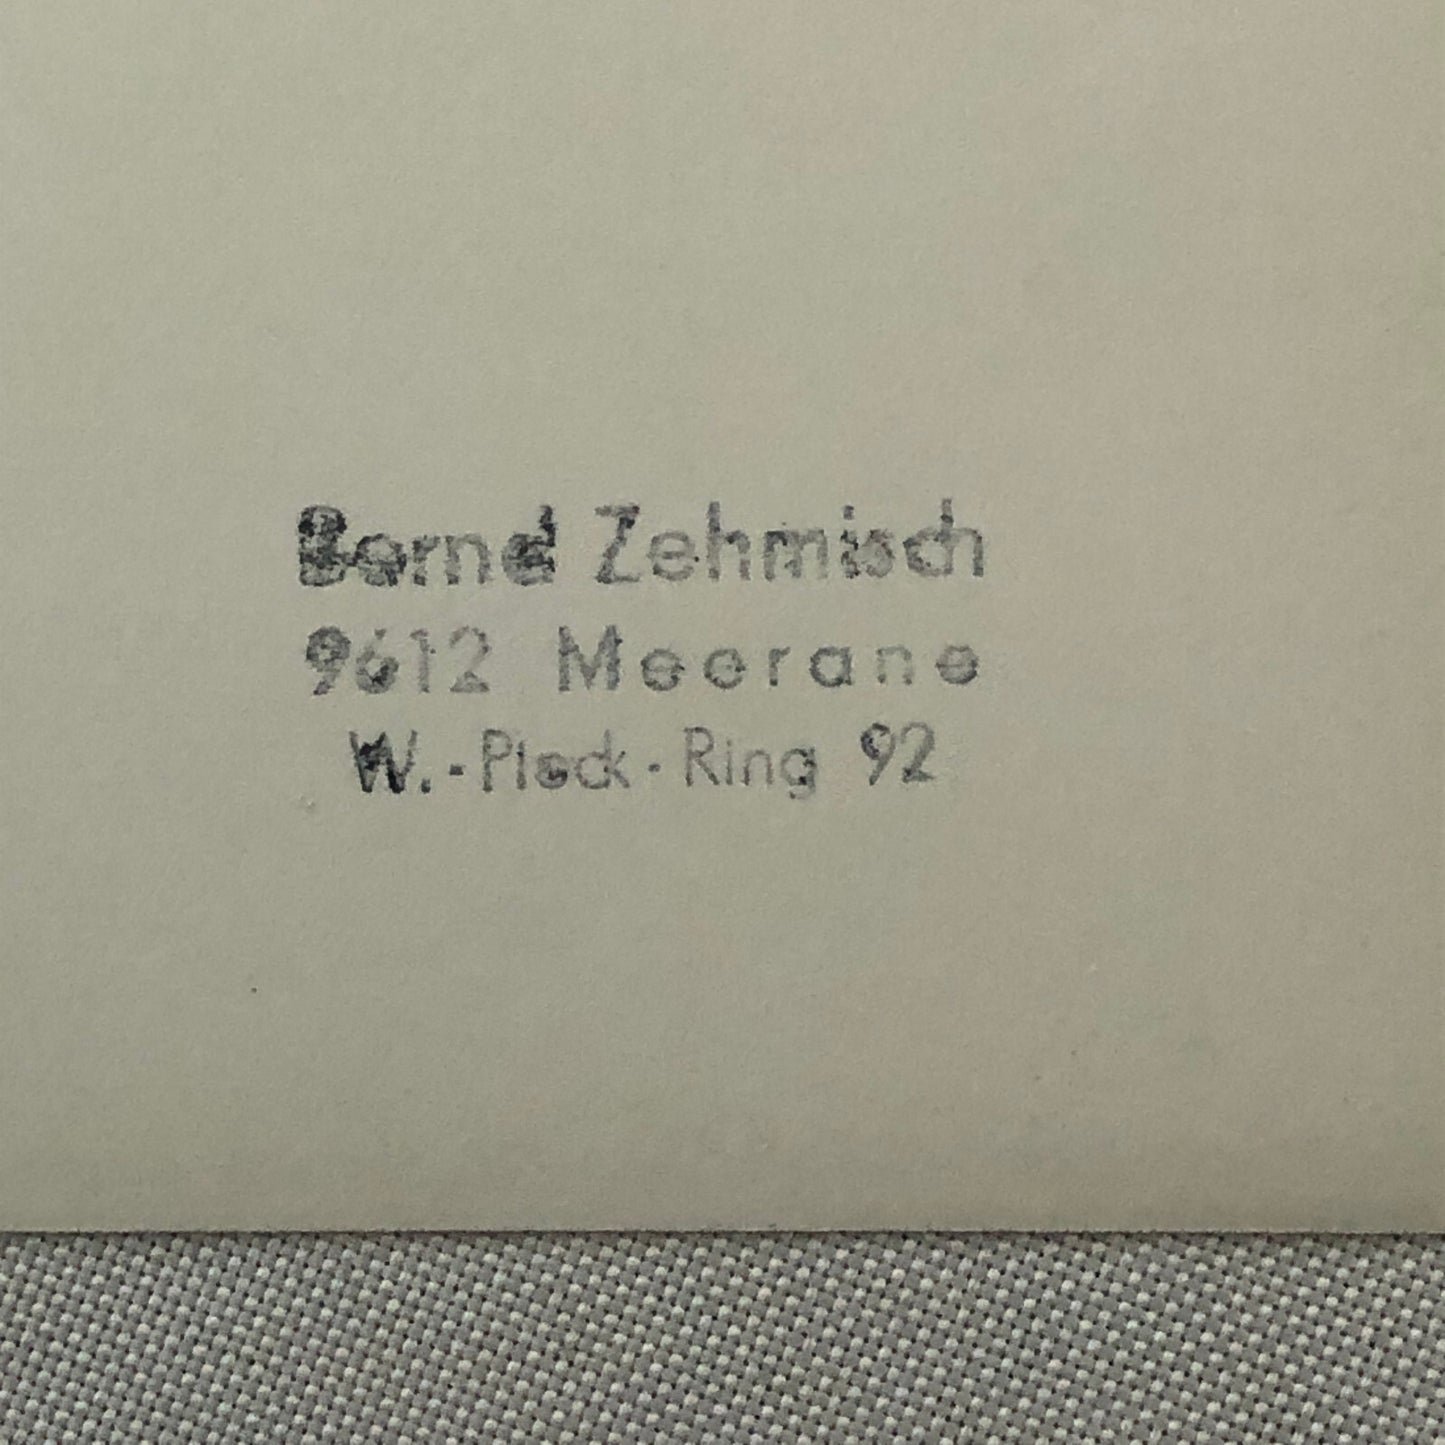 Bernd Zehmisch
9612 Meerane
W.-Pieck-Ring 92